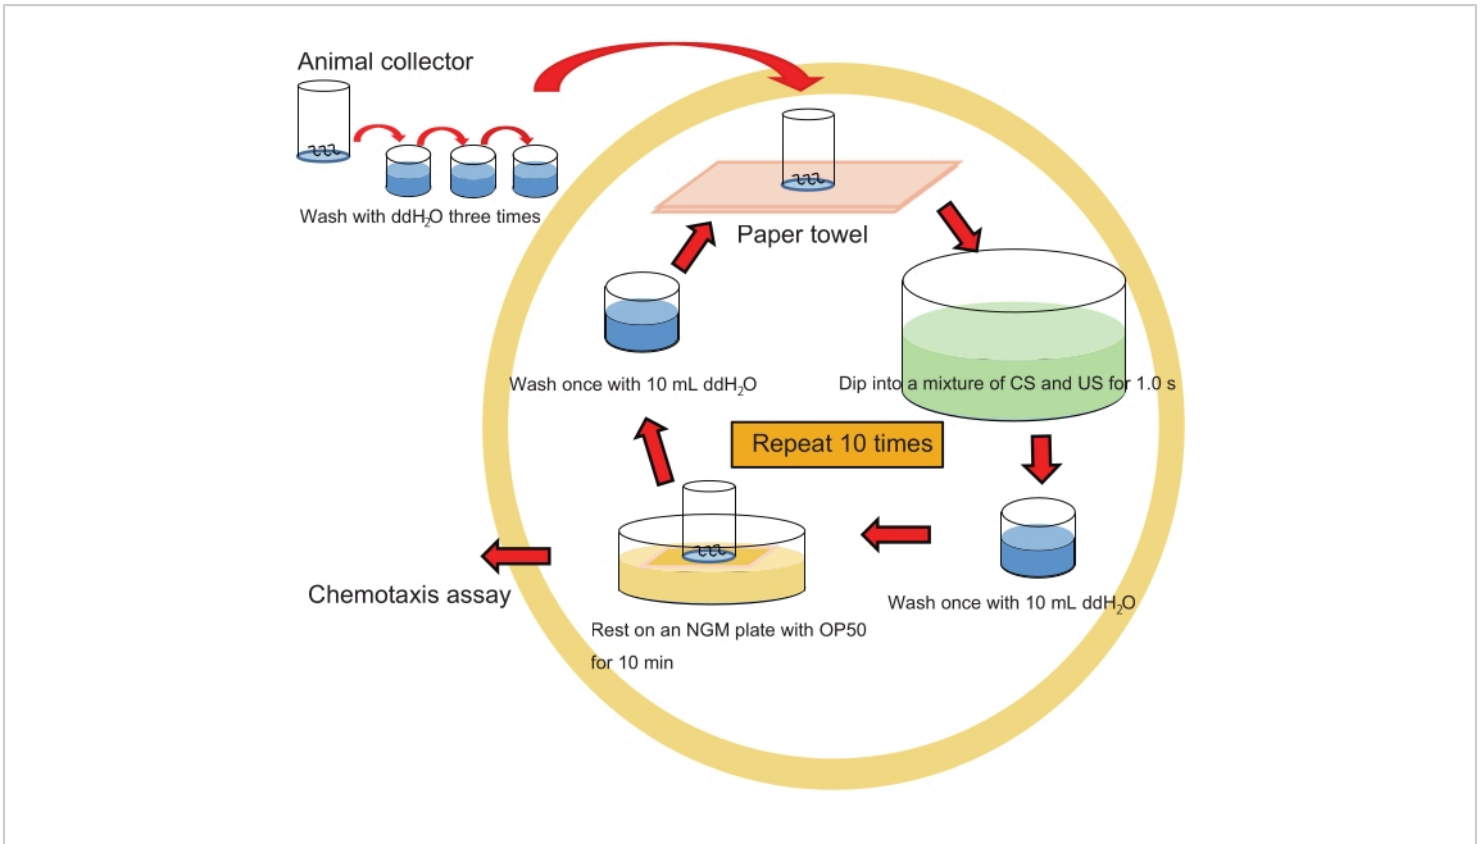 Animal collector
Wash with ddH₂O three times
Paper towel
Dip into a mixture of CS and US for 1.0 s
Wash once with 10 mL ddH₂O
Repeat 10 times
Wash once with 10 mL ddH₂O
Rest on an NGM plate with OP50
for 10 min
Chemotaxis assay